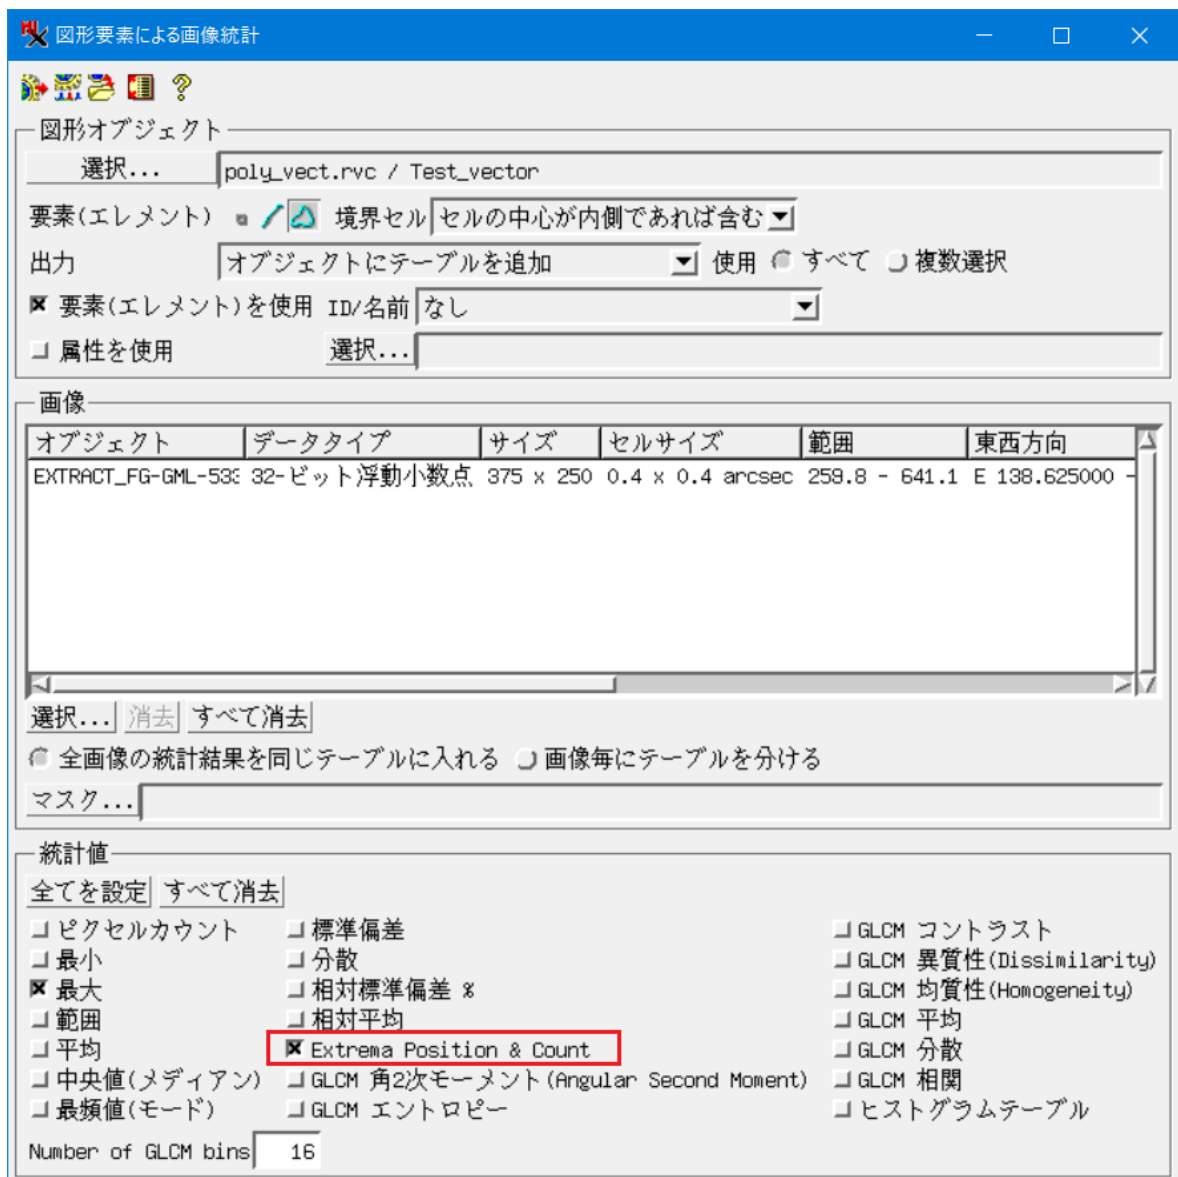 図形要素による画像統計
図形オブジェクト
選択... poly_vect.rvc / Test_vector
要素(エレメント) 境界セル セルの中心が内側であれば含む
出力 オブジェクトにテーブルを追加 使用 すべて 複数選択
要素(エレメント)を使用 ID/名前 なし
属性を使用 選択...
画像
オブジェクト データタイプ サイズ セルサイズ 範囲 東西方向
EXTRACT_FG-GML-533 32-ビット浮動小数点 375 x 250 0.4 x 0.4 arcsec 259.8 - 641.1 E 138.625000 -
選択... 消去 すべて消去
全画像の統計結果を同じテーブルに入れる 画像毎にテーブルを分ける
マスク...
統計値
全てを設定 すべて消去
ピクセルカウント 標準偏差 GLCM コントラスト
最小 分散 GLCM 異質性(Dissimilarity)
最大 相対標準偏差 % GLCM 均質性(Homogeneity)
範囲 相対平均 GLCM 平均
平均 Extrema Position & Count GLCM 分散
中央値(メディアン) GLCM 角2次モーメント(Angular Second Moment) GLCM 相関
最頻値(モード) GLCM エントロピー ヒストグラムテーブル
Number of GLCM bins 16